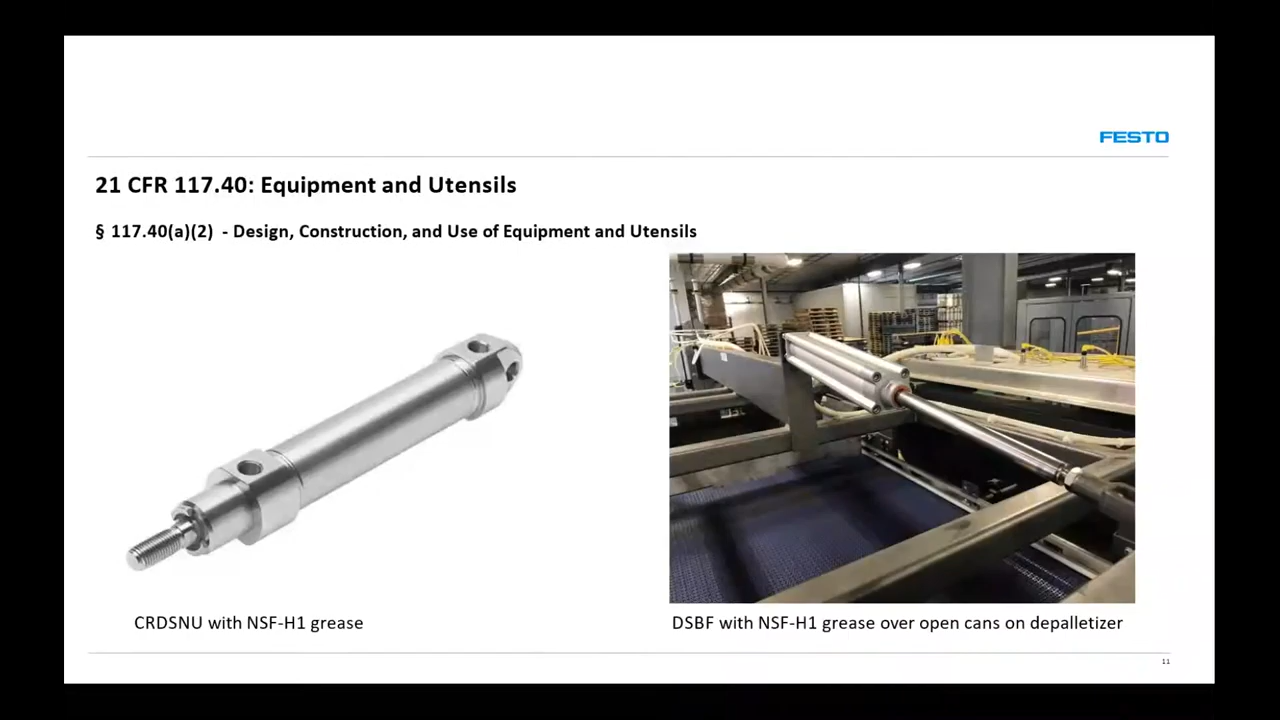 FESTO
21 CFR 117.40: Equipment and Utensils
§ 117.40(a)(2) - Design, Construction, and Use of Equipment and Utensils
CRDSNU with NSF-H1 grease
DSBF with NSF-H1 grease over open cans on depalletizer
11